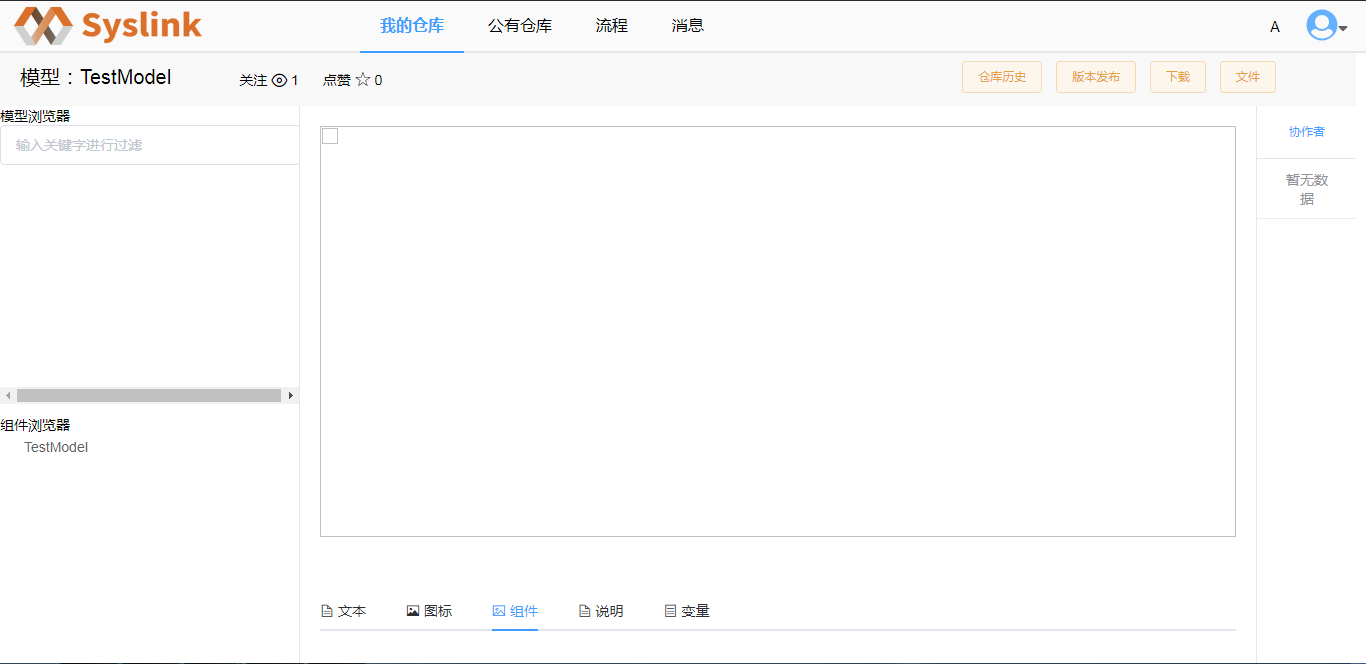 Syslink
我的仓库 公有仓库 流程 消息 A
模型：TestModel 关注 1 点赞 0 仓库历史 版本发布 下载 文件
模型浏览器
输入关键字进行过滤
协作者
暂无数
据
组件浏览器
TestModel
文本 图标 组件 说明 变量